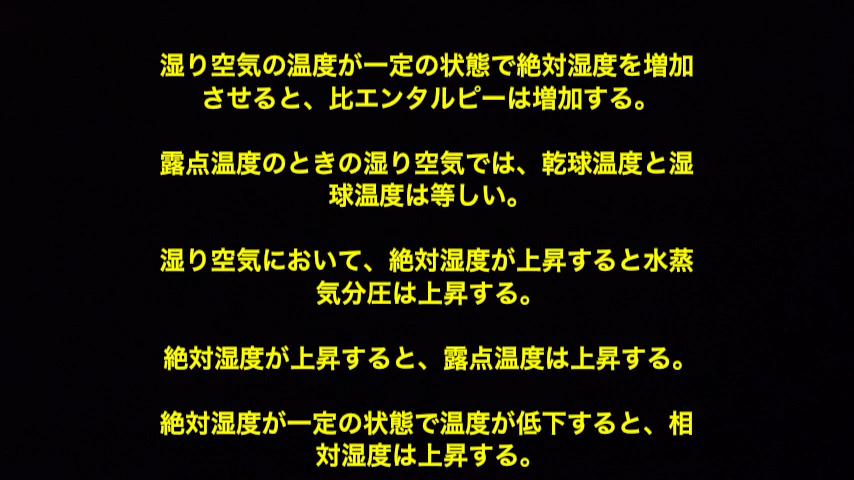 湿り空気の温度が一定の状態で絶対湿度を増加
させると、比エンタルピーは増加する。
露点温度のときの湿り空気では、乾球温度と湿
球温度は等しい。
湿り空気において、絶対湿度が上昇すると水蒸
気分圧は上昇する。
絶対湿度が上昇すると、露点温度は上昇する。
絶対湿度が一定の状態で温度が低下すると、相
対湿度は上昇する。